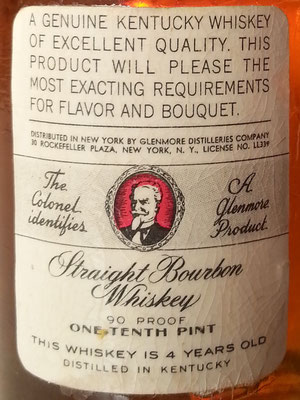 A GENUINE KENTUCKY WHISKEY
OF EXCELLENT QUALITY. THIS
PRODUCT WILL PLEASE THE
MOST EXACTING REQUIREMENTS
FOR FLAVOR AND BOUQUET.
DISTRIBUTED IN NEW YORK BY GLENMORE DISTILLERIES COMPANY
30 ROCKEFELLER PLAZA, NEW YORK, N. Y., LICENSE NO. LL339
The
Colonel
identifies
A
Glenmore
Product
Straight Bourbon
Whiskey
90 PROOF
ONE-TENTH PINT
THIS WHISKEY IS 4 YEARS OLD
DISTILLED IN KENTUCKY